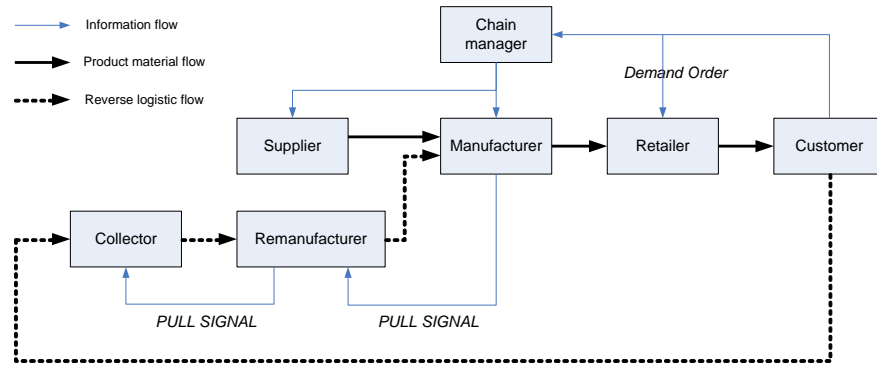 Information flow
Product material flow
Reverse logistic flow
Chain
manager
Demand Order
Supplier
Manufacturer
Retailer
Customer
Collector
Remanufacturer
PULL SIGNAL
PULL SIGNAL